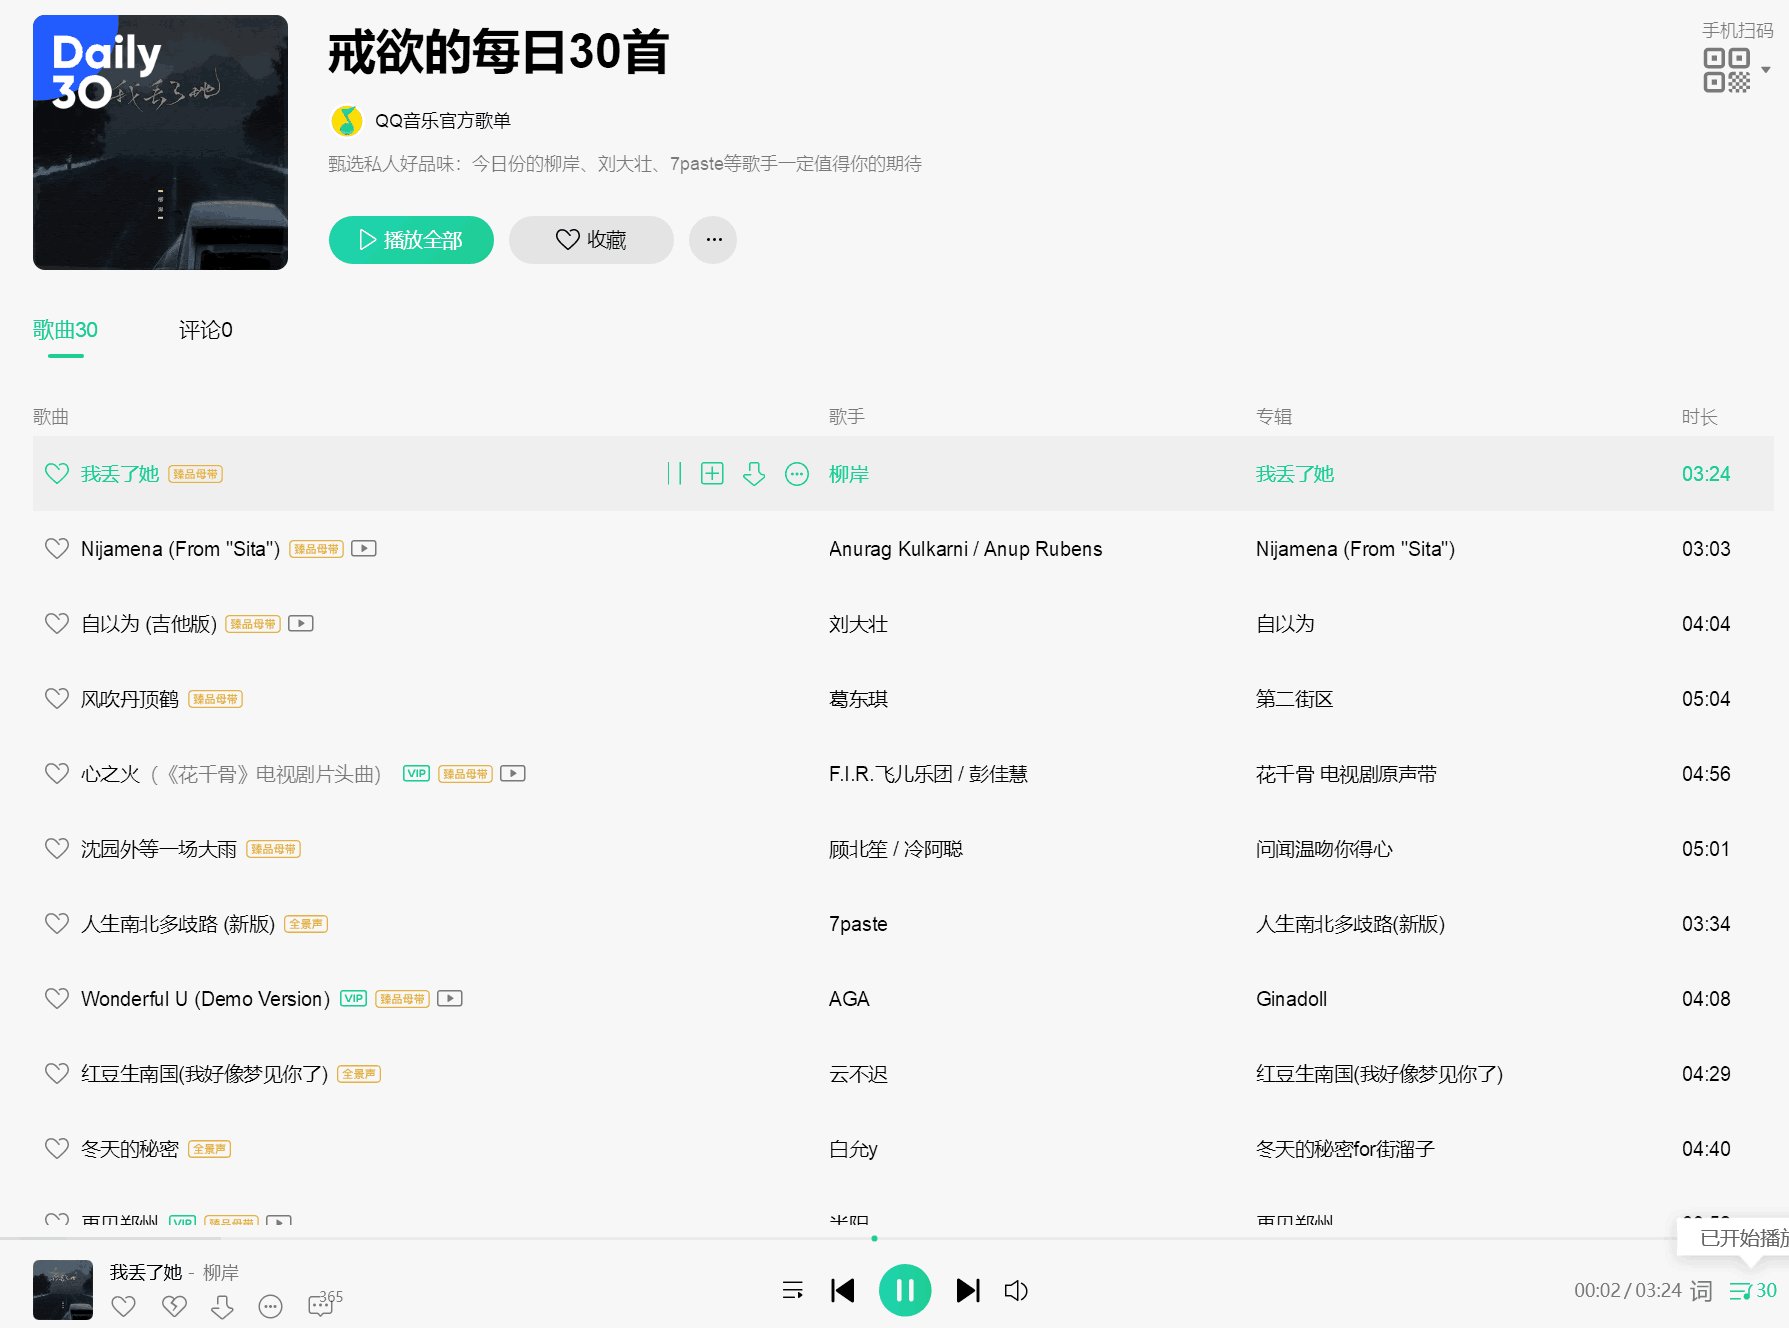 Daily
30
我丢了她
戒欲的每日30首
手机扫码
QQ音乐官方歌单
甄选私人好品味：今日份的柳岸、刘大壮、7paste等歌手一定值得你的期待
播放全部 收藏
歌曲30 评论0
歌曲 歌手 专辑 时长
我丢了她 臻品母带 柳岸 我丢了她 03:24
Nijamena (From "Sita") 臻品母带 Anurag Kulkarni / Anup Rubens Nijamena (From "Sita") 03:03
自以为 (吉他版) 臻品母带 刘大壮 自以为 04:04
风吹丹顶鹤 臻品母带 葛东琪 第二街区 05:04
心之火（《花千骨》电视剧片头曲） VIP 臻品母带 F.I.R.飞儿乐团 / 彭佳慧 花千骨 电视剧原声带 04:56
沈园外等一场大雨 臻品母带 顾北笙 / 冷阿聪 问闻温吻你得心 05:01
人生南北多歧路 (新版) 全景声 7paste 人生南北多歧路(新版) 03:34
Wonderful U (Demo Version) VIP 臻品母带 AGA Ginadoll 04:08
红豆生南国(我好像梦见你了) 全景声 云不迟 红豆生南国(我好像梦见你了) 04:29
冬天的秘密 全景声 白允y 冬天的秘密for街溜子 04:40
再见郑州 VIP 臻品母带 再见郑州
已开始播放
我丢了她 - 柳岸
365
00:02 / 03:24 词 30